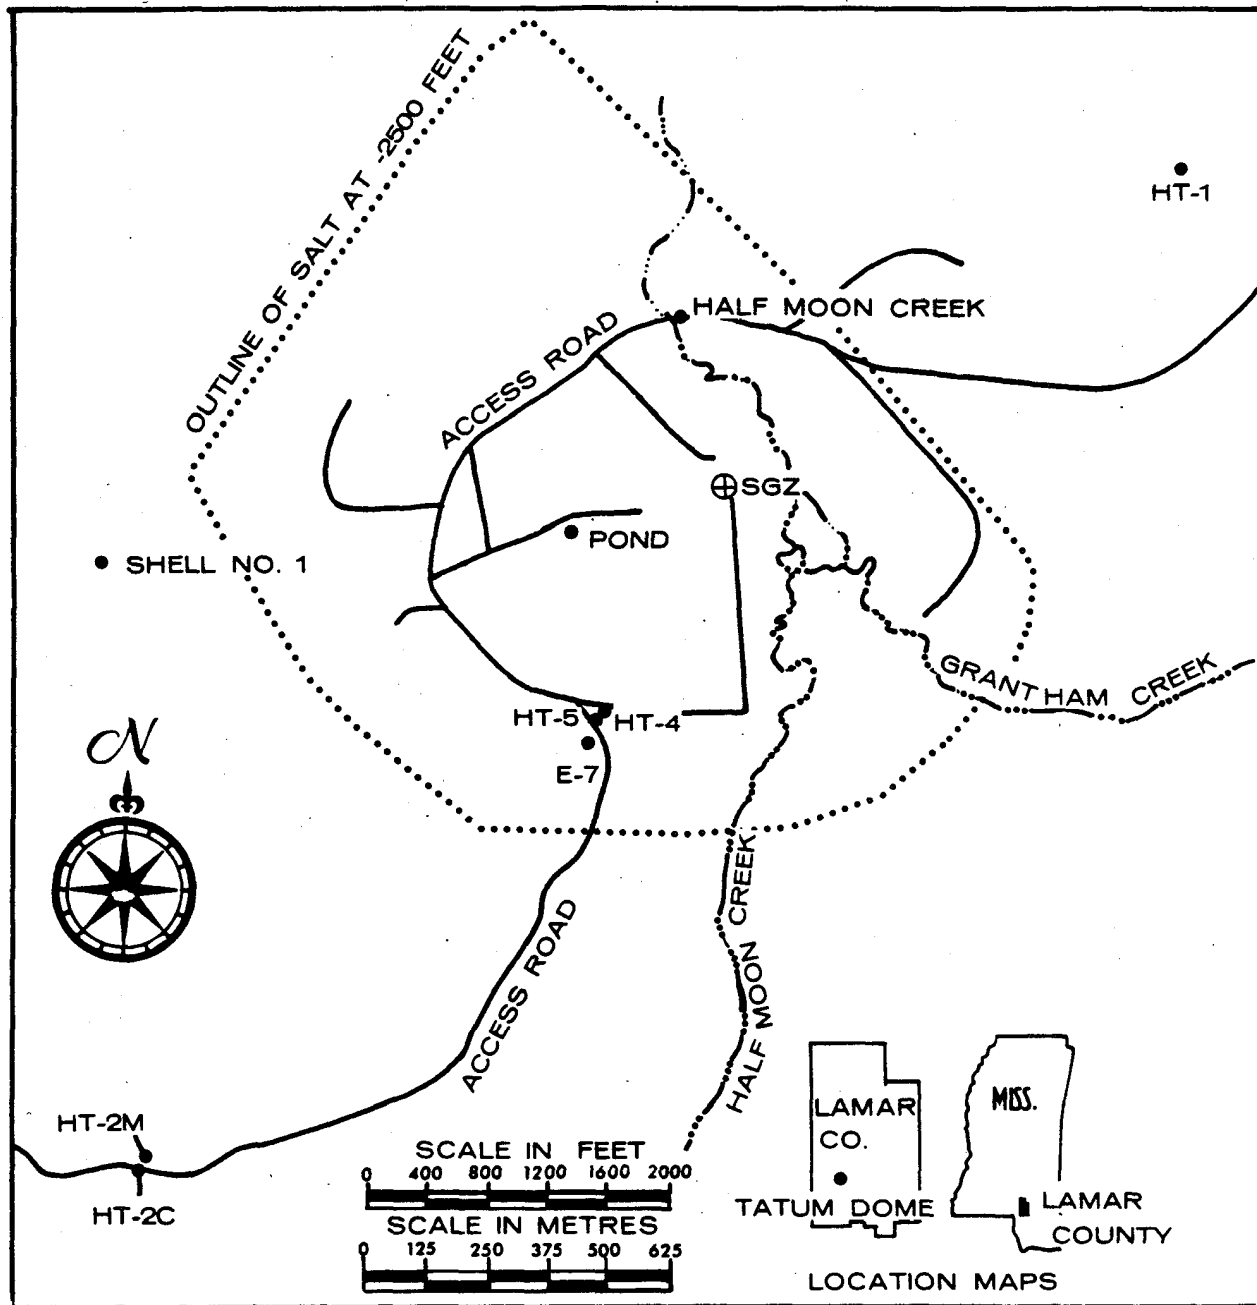 OUTLINE OF SALT AT -2500 FEET
HT-1
HALF MOON CREEK
ACCESS ROAD
SGZ
POND
SHELL NO. 1
GRANTHAM CREEK
HT-5
HT-4
E-7
N
ACCESS ROAD
HALF MOON CREEK
HT-2M
HT-2C
SCALE IN FEET
0 400 800 1200 1600 2000
SCALE IN METRES
0 125 250 375 500 625
LAMAR
CO.
TATUM DOME
MISS.
LAMAR
COUNTY
LOCATION MAPS